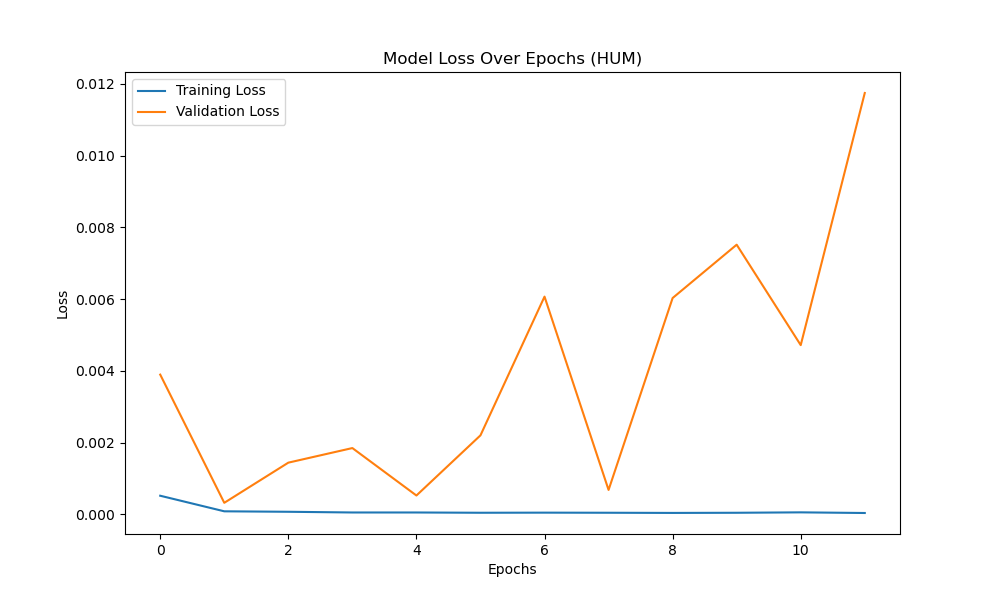 Model Loss Over Epochs (HUM)
Training Loss
Validation Loss
0.012
0.010
0.008
0.006
0.004
0.002
0.000
Loss
0 2 4 6 8 10
Epochs